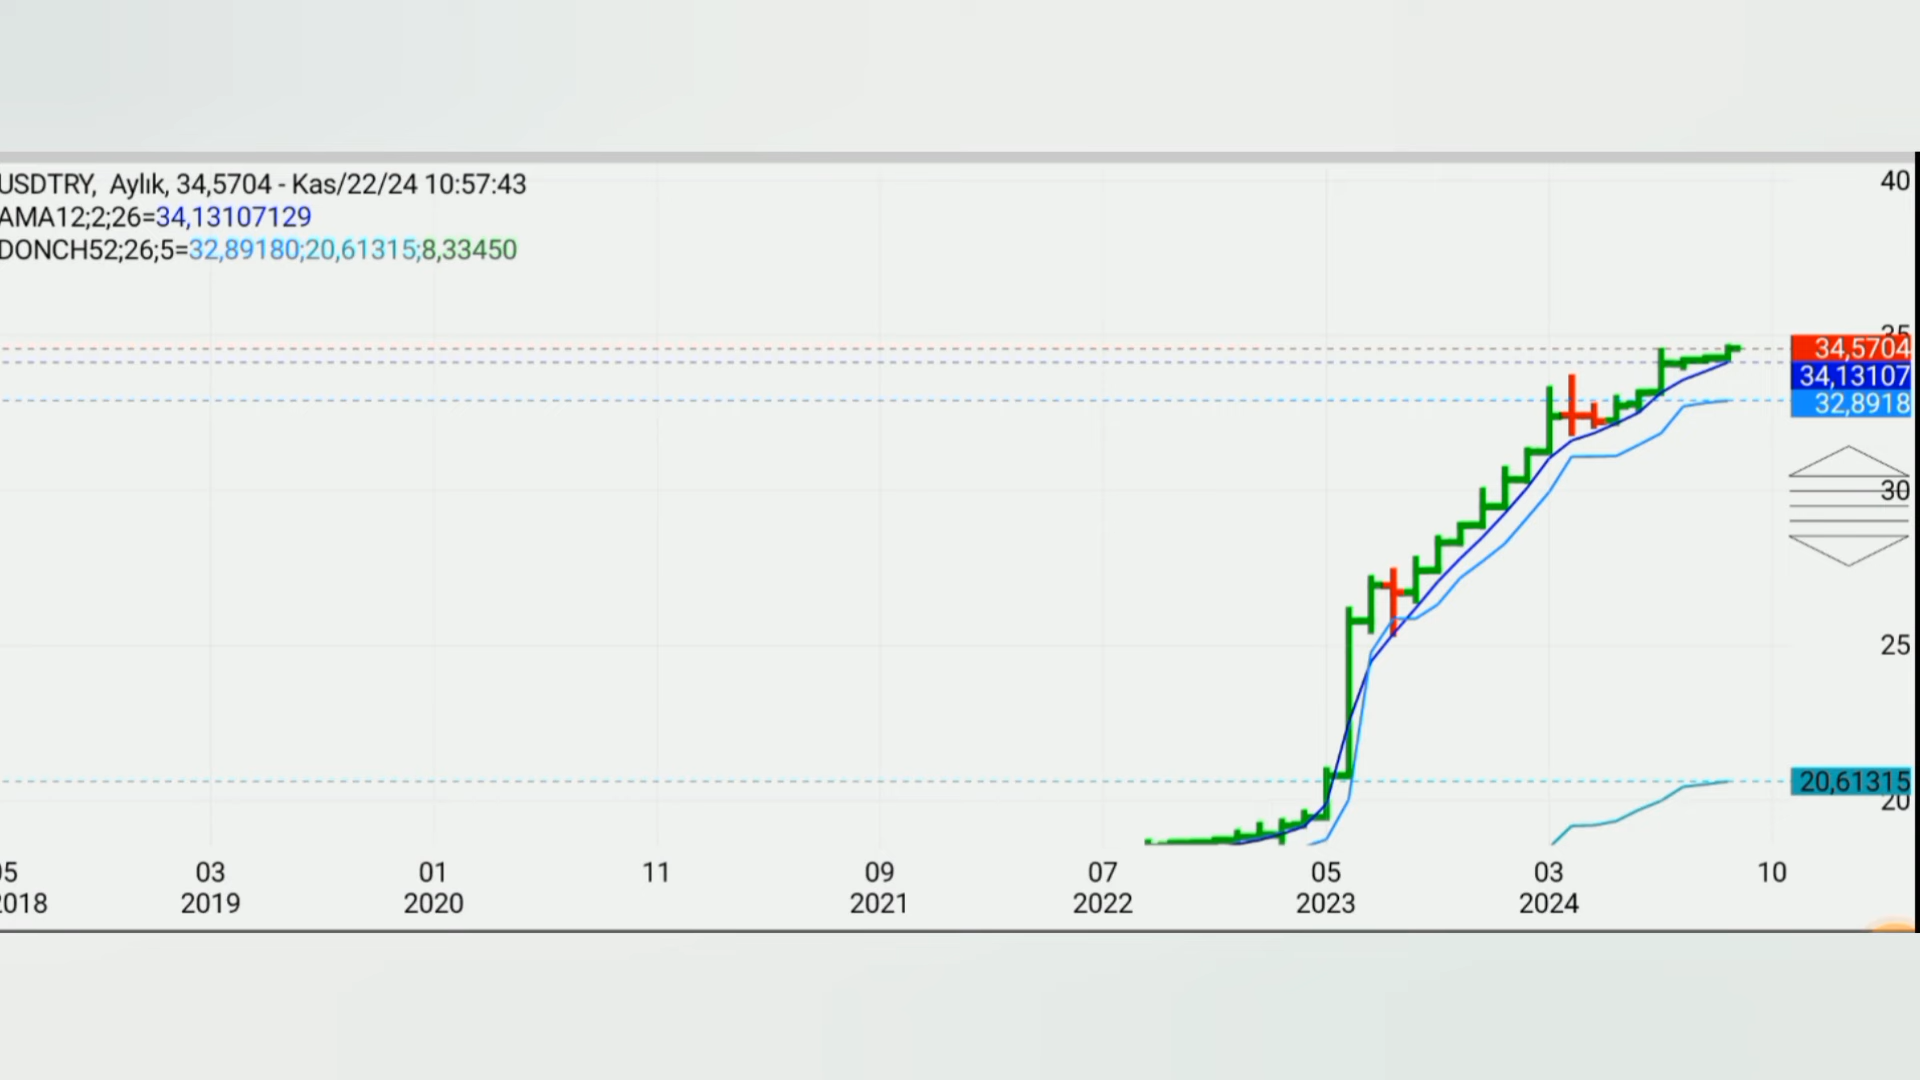 USDTRY, Aylık, 34,5704 - Kas/22/24 10:57:43
AMA12;2;26=34,13107129
DONCH52;26;5=32,89180;20,61315;8,33450
40
35
34,5704
34,13107
32,8918
30
25
20,61315
20
05 03 01 11 09 07 05 03 10
2018 2019 2020 2021 2022 2023 2024